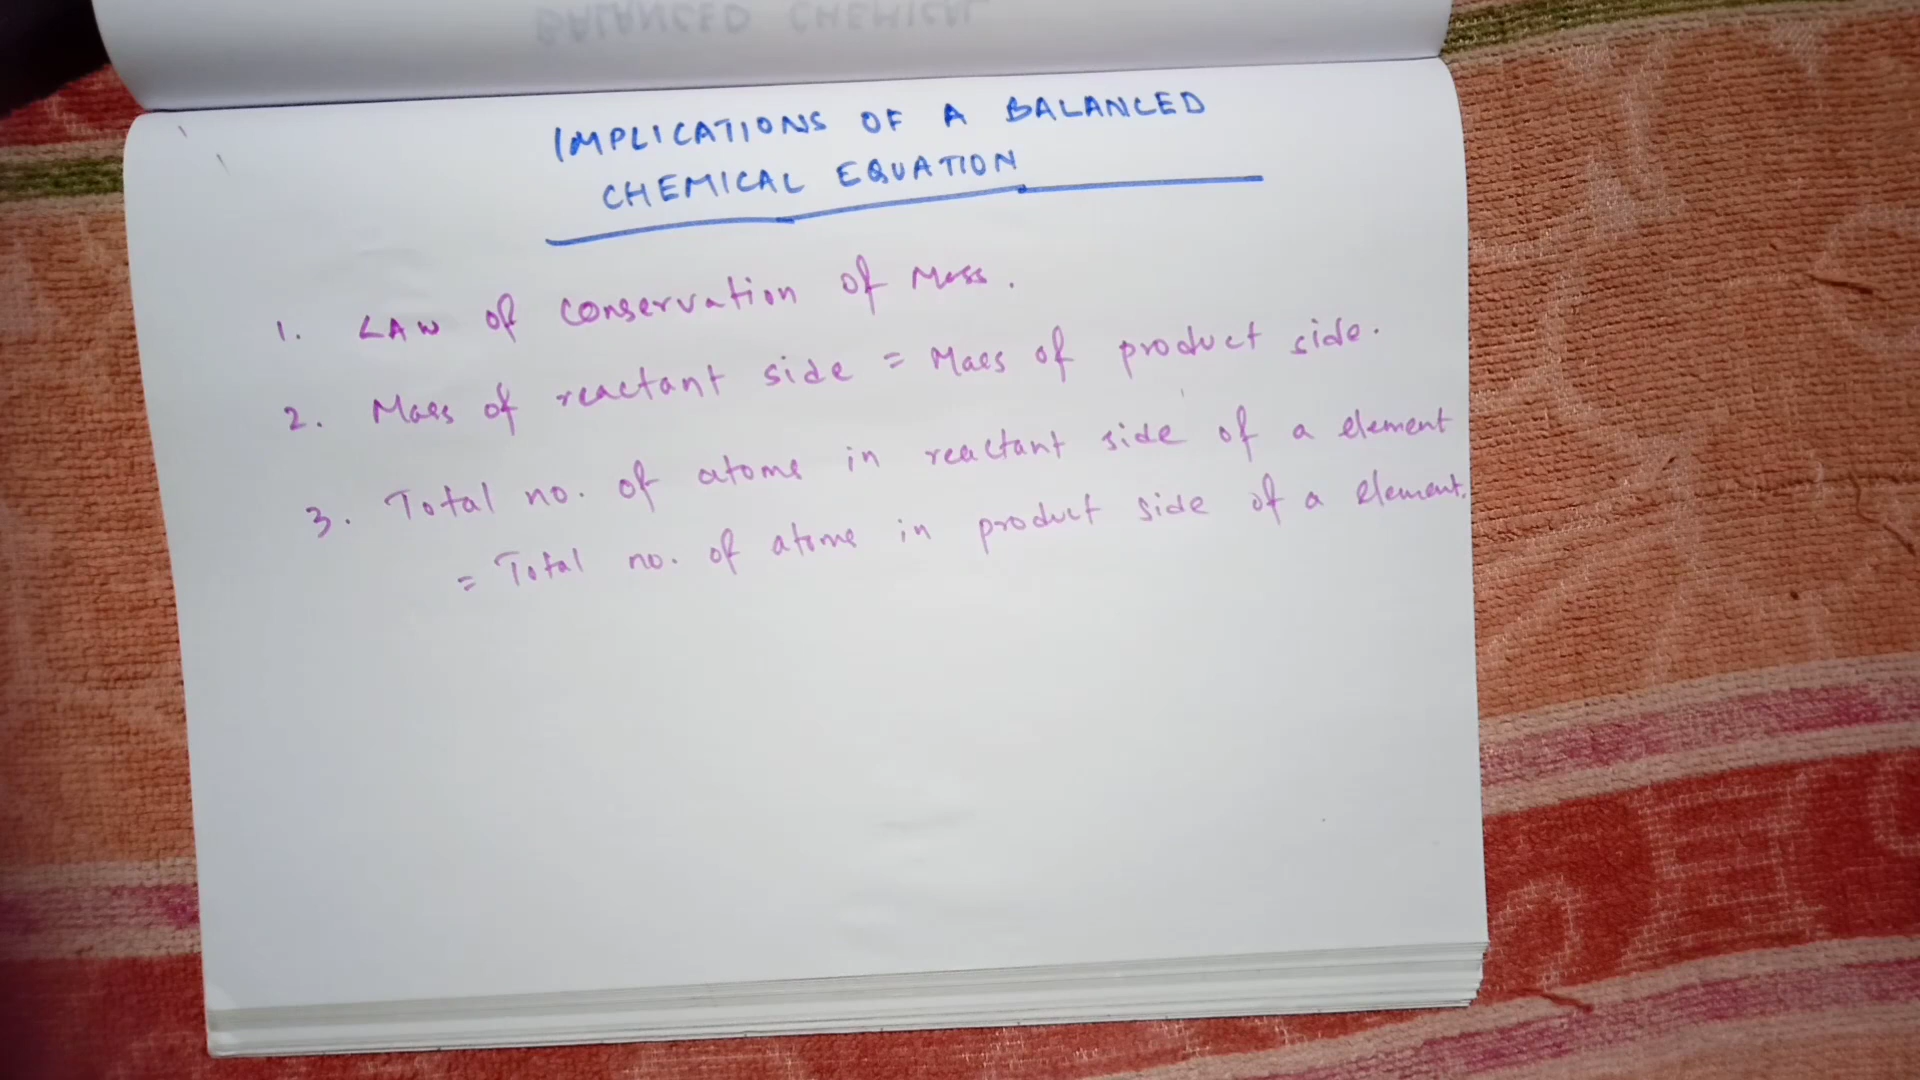 BALANCED CHEMICAL
IMPLICATIONS OF A BALANCED
CHEMICAL EQUATION
1. LAW of conservation of Mass.
2. Mass of reactant side = Mass of product side.
3. Total no. of atoms in reactant side of a element
= Total no. of atoms in product side of a element.